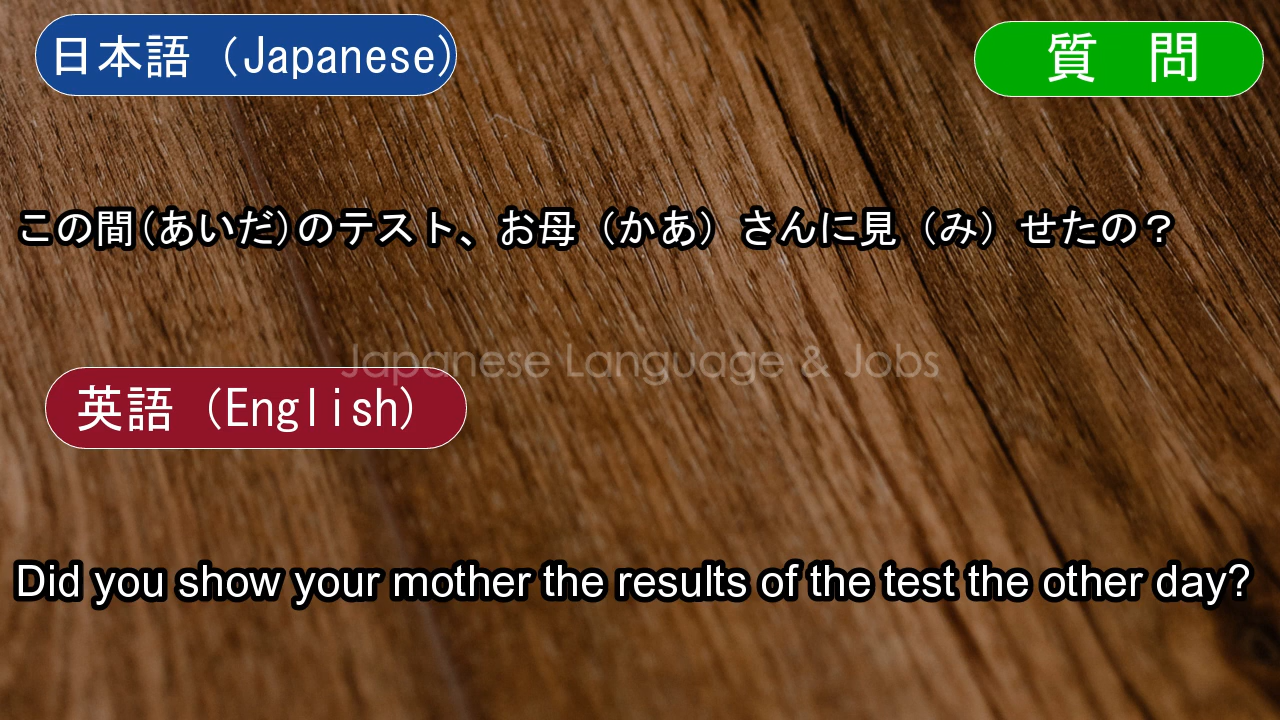 日本語（Japanese）
質　問
この間(あいだ)のテスト、お母（かあ）さんに見（み）せたの？
Japanese Language & Jobs
英語（English）
Did you show your mother the results of the test the other day?